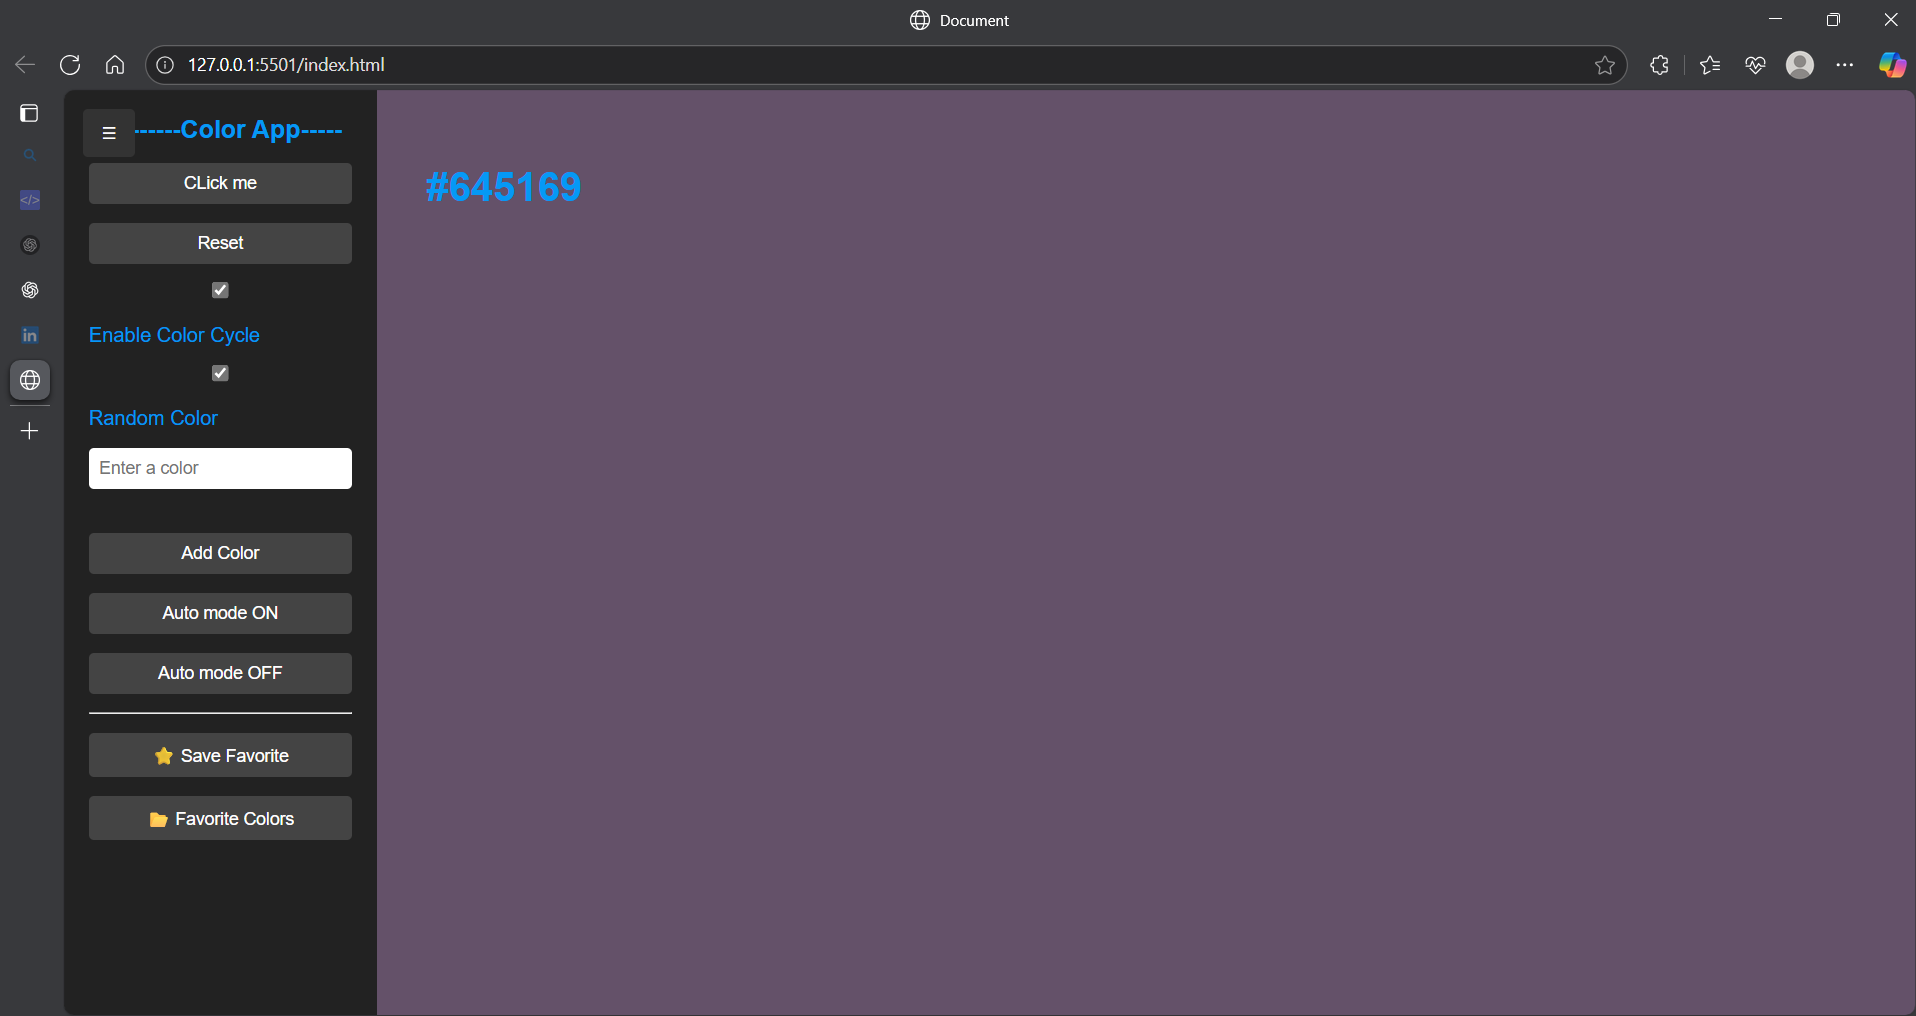 Document
127.0.0.1:5501/index.html
☰ ------Color App-----
CLick me
#645169
Reset
Enable Color Cycle
Random Color
Enter a color
Add Color
Auto mode ON
Auto mode OFF
⭐ Save Favorite
📂 Favorite Colors